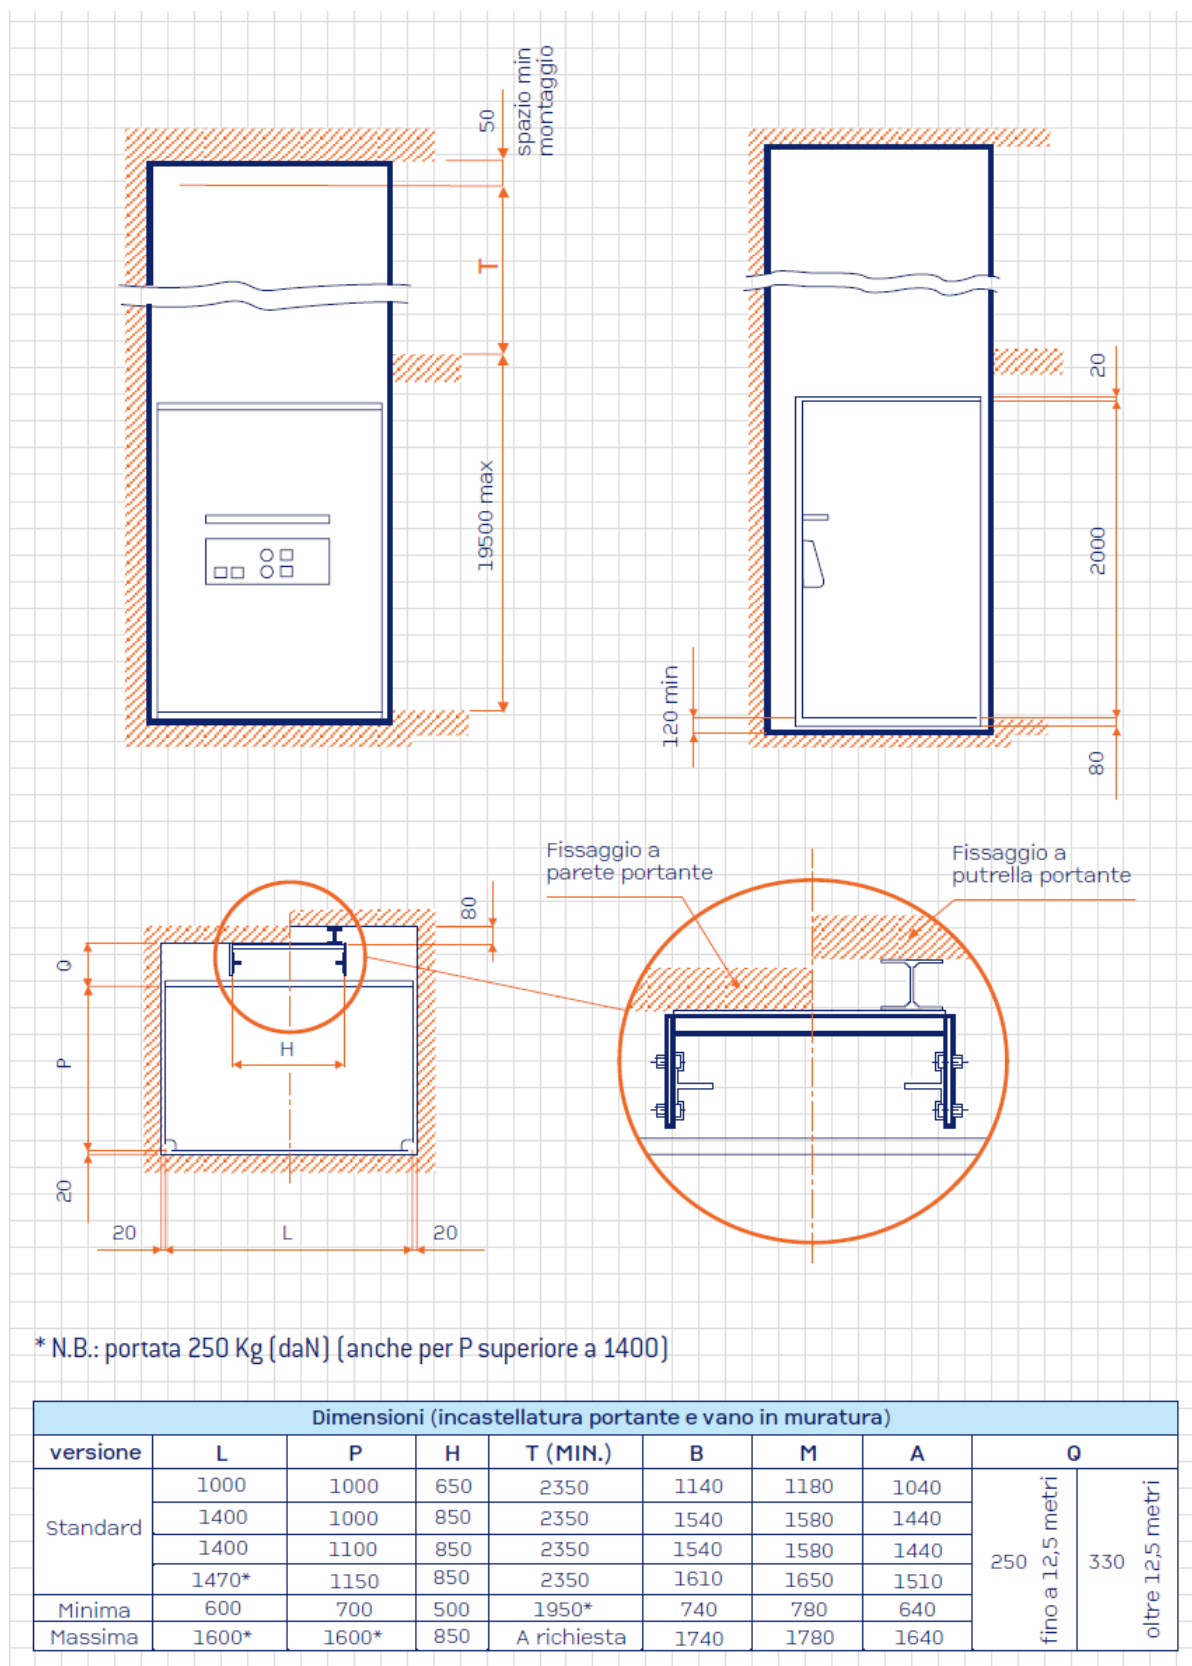 50
spazio min
montaggio
T
19500 max
20
2000
120 min
80
Fissaggio a
parete portante
Fissaggio a
putrella portante
80
Q
H
P
20
20
L
20
* N.B.: portata 250 Kg (daN) (anche per P superiore a 1400)
Dimensioni (incastellatura portante e vano in muratura)
versione L P H T (MIN.) B M A Q
1000 1000 650 2350 1140 1180 1040
Standard
1400 1000 850 2350 1540 1580 1440
1400 1100 850 2350 1540 1580 1440
1470* 1150 850 2350 1610 1650 1510
250 fino a 12,5 metri 330 oltre 12,5 metri
Minima 600 700 500 1950* 740 780 640
Massima 1600* 1600* 850 A richiesta 1740 1780 1640